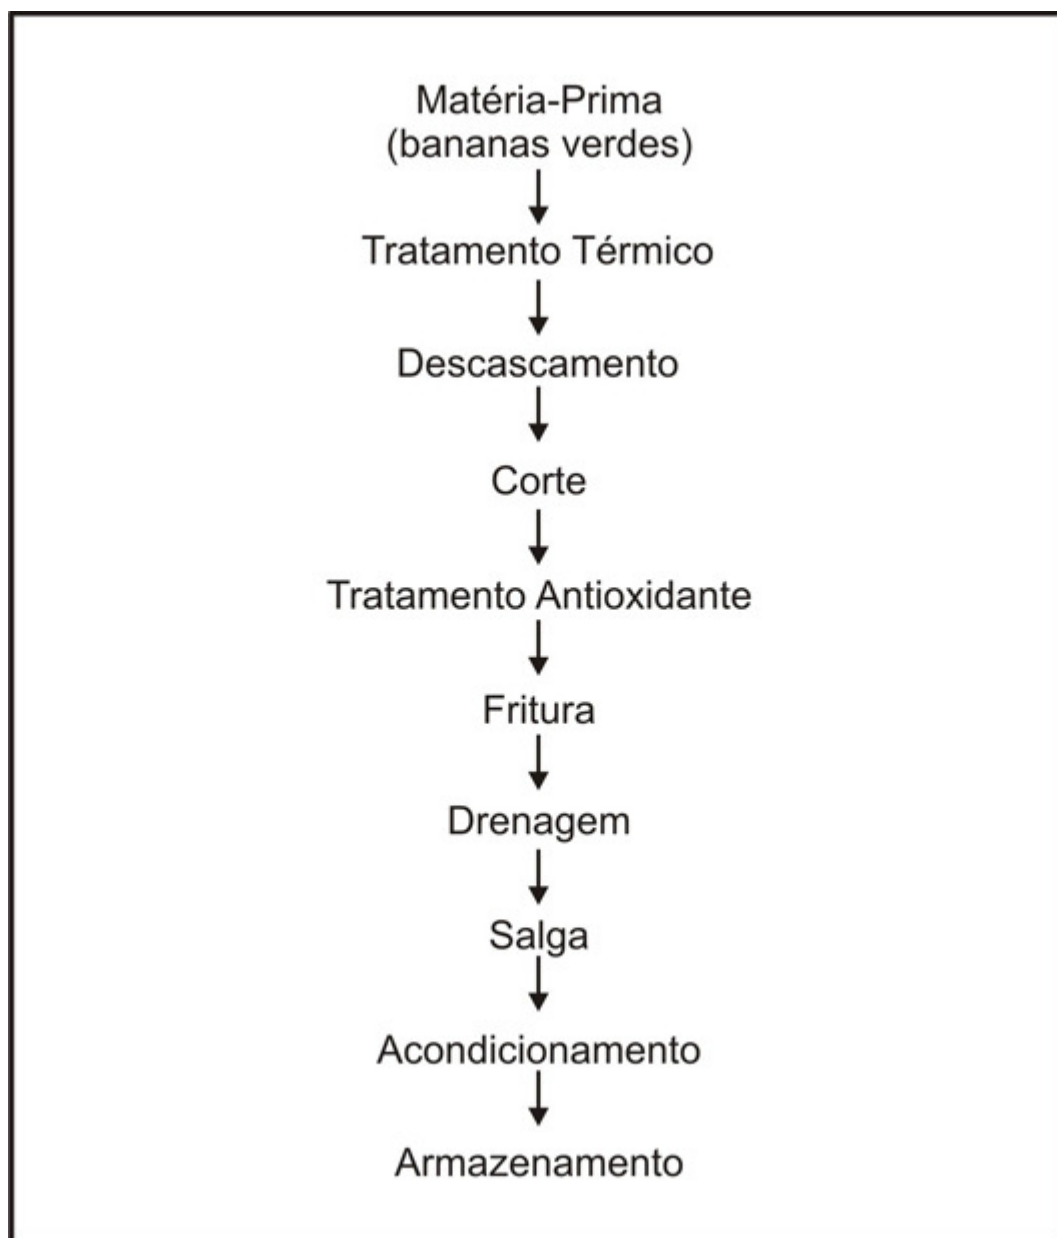 Matéria-Prima
(bananas verdes)
Tratamento Térmico
Descascamento
Corte
Tratamento Antioxidante
Fritura
Drenagem
Salga
Acondicionamento
Armazenamento